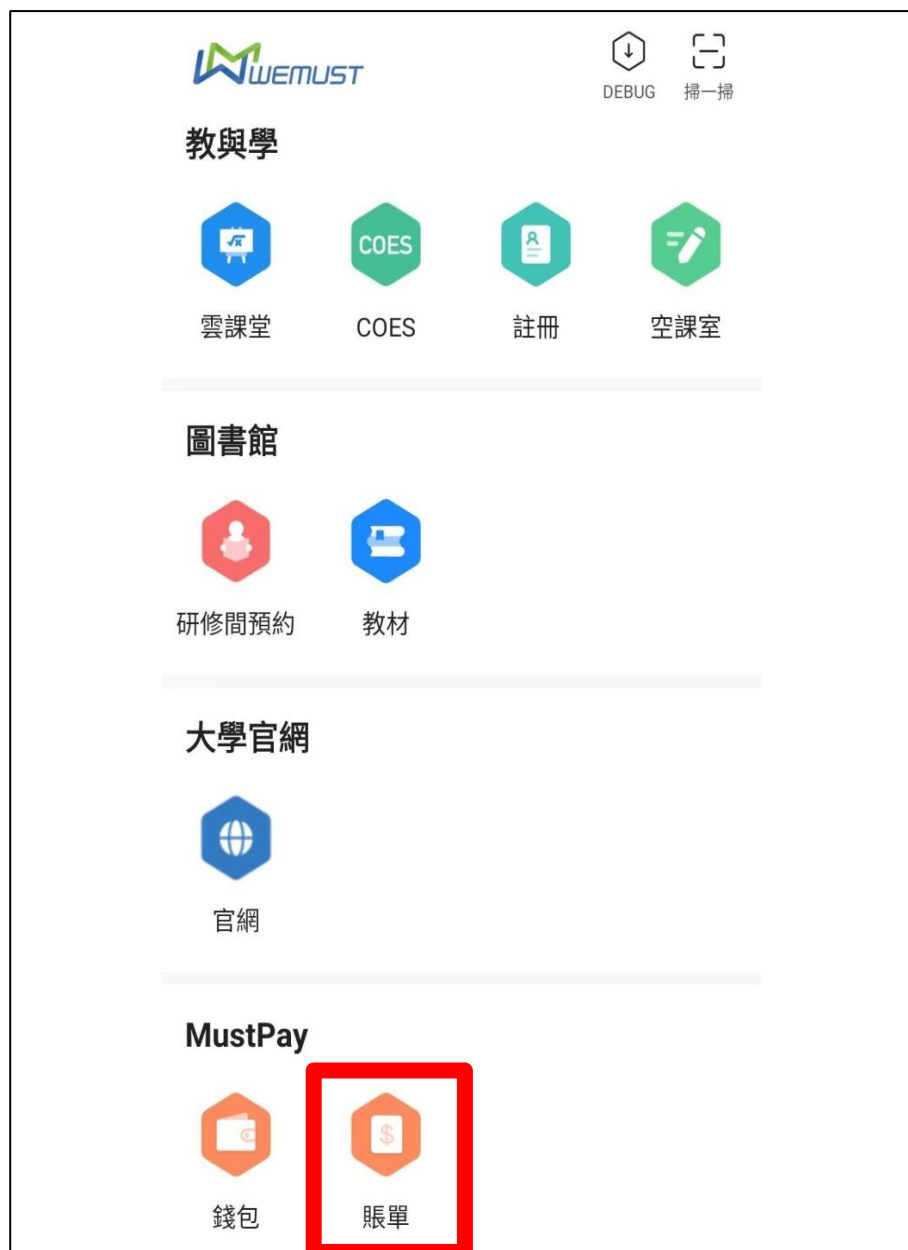 WEMUST
DEBUG 掃一掃
教與學
COES
雲課堂 COES 註冊 空課室
圖書館
研修間預約 教材
大學官網
官網
MustPay
$
錢包 賬單